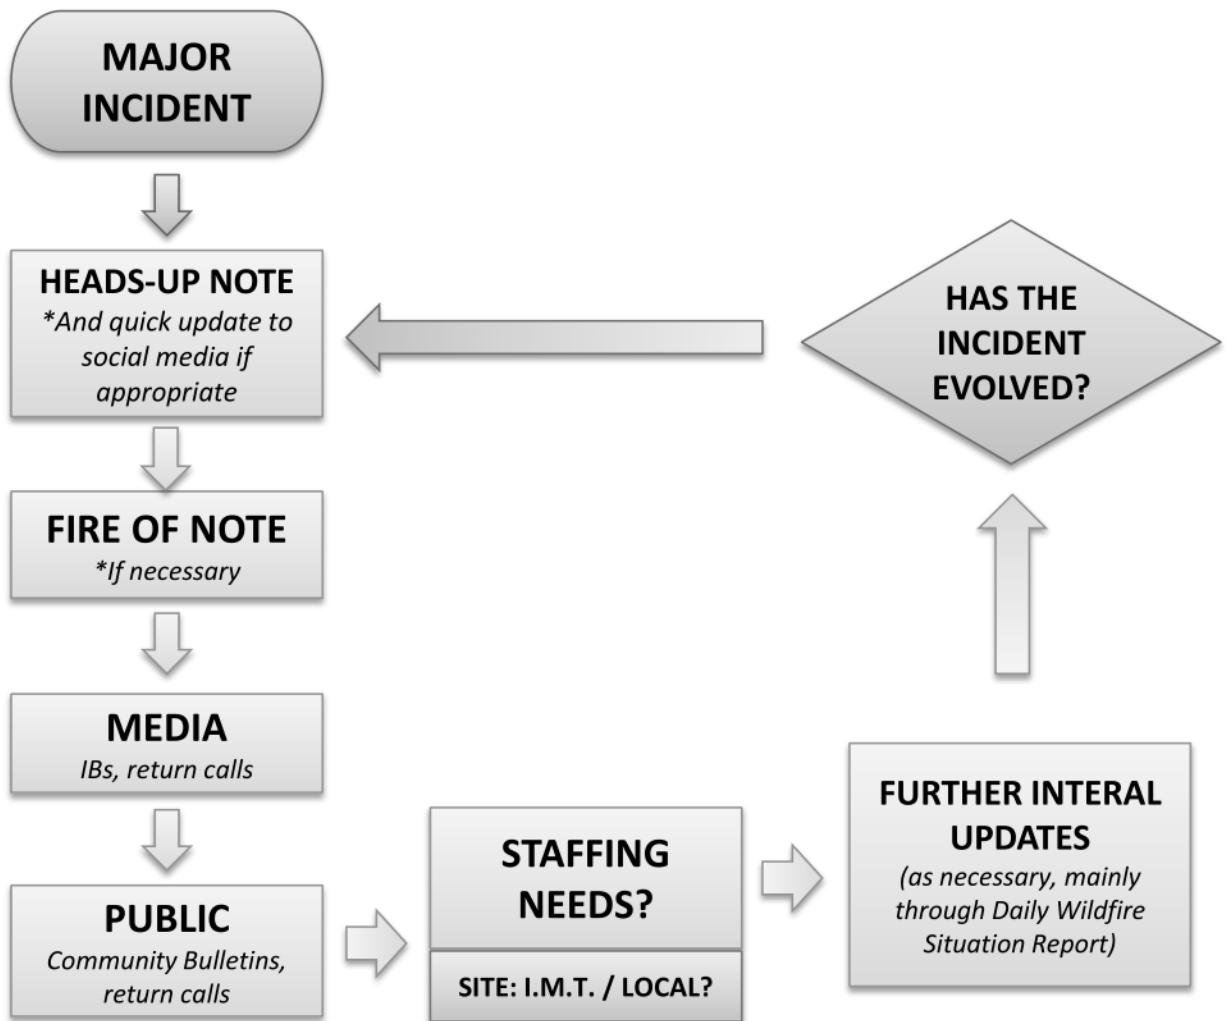 MAJOR
INCIDENT
HEADS-UP NOTE
*And quick update to
social media if
appropriate
FIRE OF NOTE
*If necessary
MEDIA
IBs, return calls
PUBLIC
Community Bulletins,
return calls
STAFFING
NEEDS?
SITE: I.M.T. / LOCAL?
FURTHER INTERAL
UPDATES
(as necessary, mainly
through Daily Wildfire
Situation Report)
HAS THE
INCIDENT
EVOLVED?